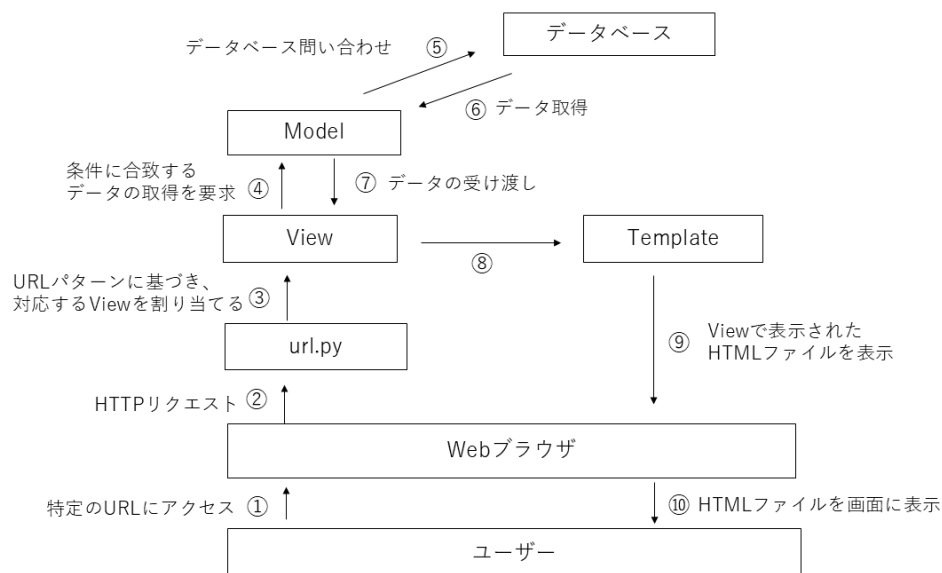 データベース
データベース問い合わせ ⑤
⑥ データ取得
Model
条件に合致する
データの取得を要求 ④
⑦ データの受け渡し
View
Template
⑧
URLパターンに基づき、
対応するViewを割り当てる ③
url.py
⑨ Viewで表示された
HTMLファイルを表示
HTTPリクエスト ②
Webブラウザ
特定のURLにアクセス ①
⑩ HTMLファイルを画面に表示
ユーザー